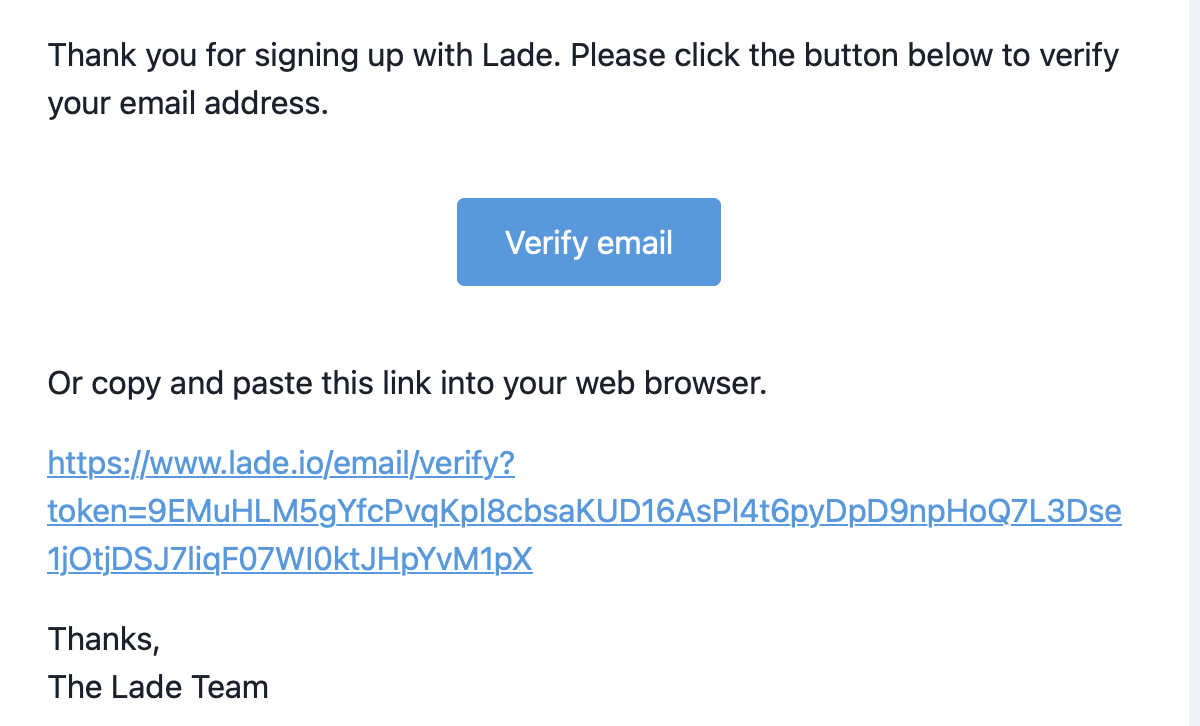 Thank you for signing up with Lade. Please click the button below to verify
your email address.
Verify email
Or copy and paste this link into your web browser.
https://www.lade.io/email/verify?
token=9EMuHLM5gYfcPvqKpl8cbsaKUD16AsPl4t6pyDpD9npHoQ7L3Dse
1jOtjDSJ7liqF07WI0ktJHpYvM1pX
Thanks,
The Lade Team